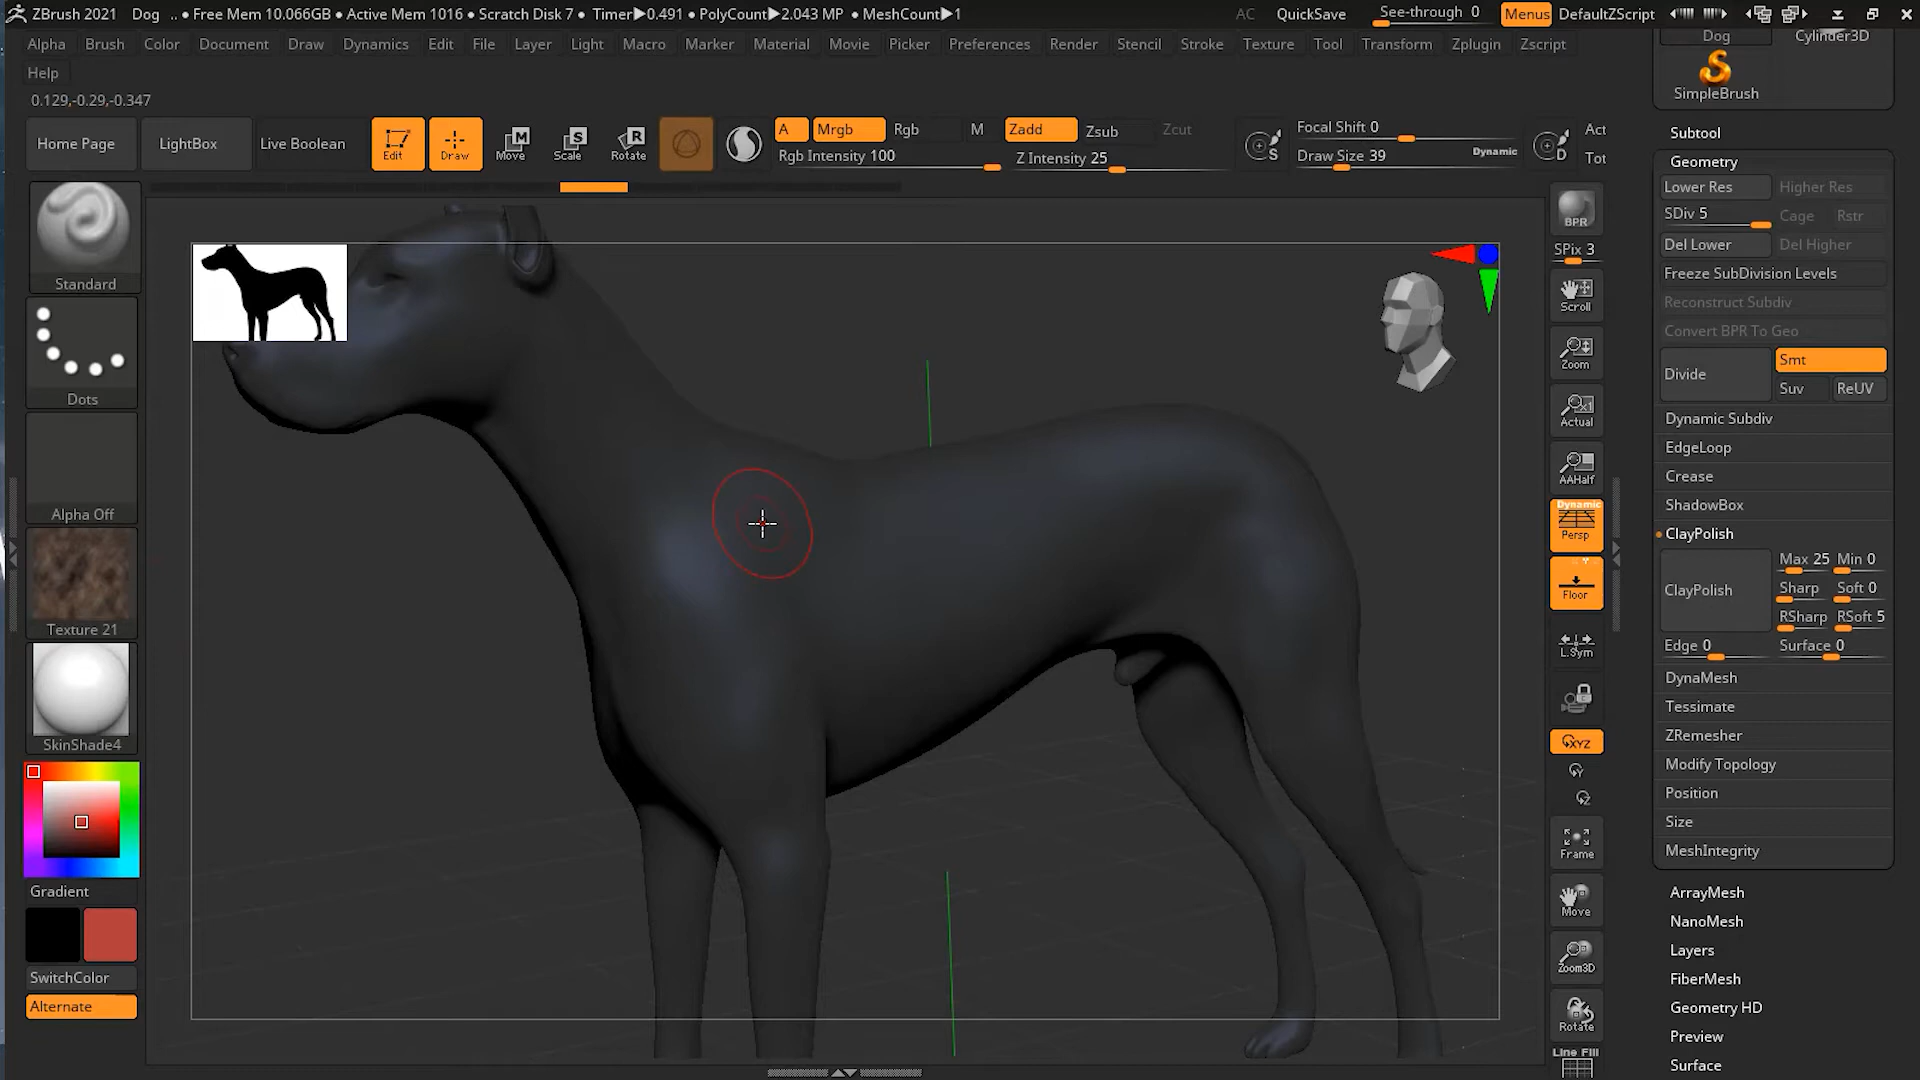 ZBrush 2021 Dog .. • Free Mem 10.066GB • Active Mem 1016 • Scratch Disk 7 • Timer▶0.491 • PolyCount▶2.043 MP • MeshCount▶1 AC QuickSave See-through 0 Menus DefaultZScript
Alpha Brush Color Document Draw Dynamics Edit File Layer Light Macro Marker Material Movie Picker Preferences Render Stencil Stroke Texture Tool Transform Zplugin Zscript
Help
0.129,-0.29,-0.347
Home Page LightBox Live Boolean Edit Draw Move Scale Rotate
A Mrgb Rgb M Zadd Zsub Zcut
Rgb Intensity 100 Z Intensity 25
Focal Shift 0
Draw Size 39 Dynamic
S D
Act
Tot
Standard
Dots
Alpha Off
Texture 21
SkinShade4
Gradient
SwitchColor
Alternate
BPR
SPix 3
Scroll
Zoom
Actual
AAHalf
Dynamic
Persp
Floor
L.Sym
XYZ
Y
Z
Frame
Move
Zoom3D
Rotate
Line Fill
Dog Cylinder3D
SimpleBrush
Subtool
Geometry
Lower Res Higher Res
SDiv 5 Cage Rstr
Del Lower Del Higher
Freeze SubDivision Levels
Reconstruct Subdiv
Convert BPR To Geo
Divide Smt
Suv ReUV
Dynamic Subdiv
EdgeLoop
Crease
ShadowBox
ClayPolish
ClayPolish Max 25 Min 0
Sharp Soft 0
RSharp RSoft 5
Edge 0 Surface 0
DynaMesh
Tessimate
ZRemesher
Modify Topology
Position
Size
MeshIntegrity
ArrayMesh
NanoMesh
Layers
FiberMesh
Geometry HD
Preview
Surface